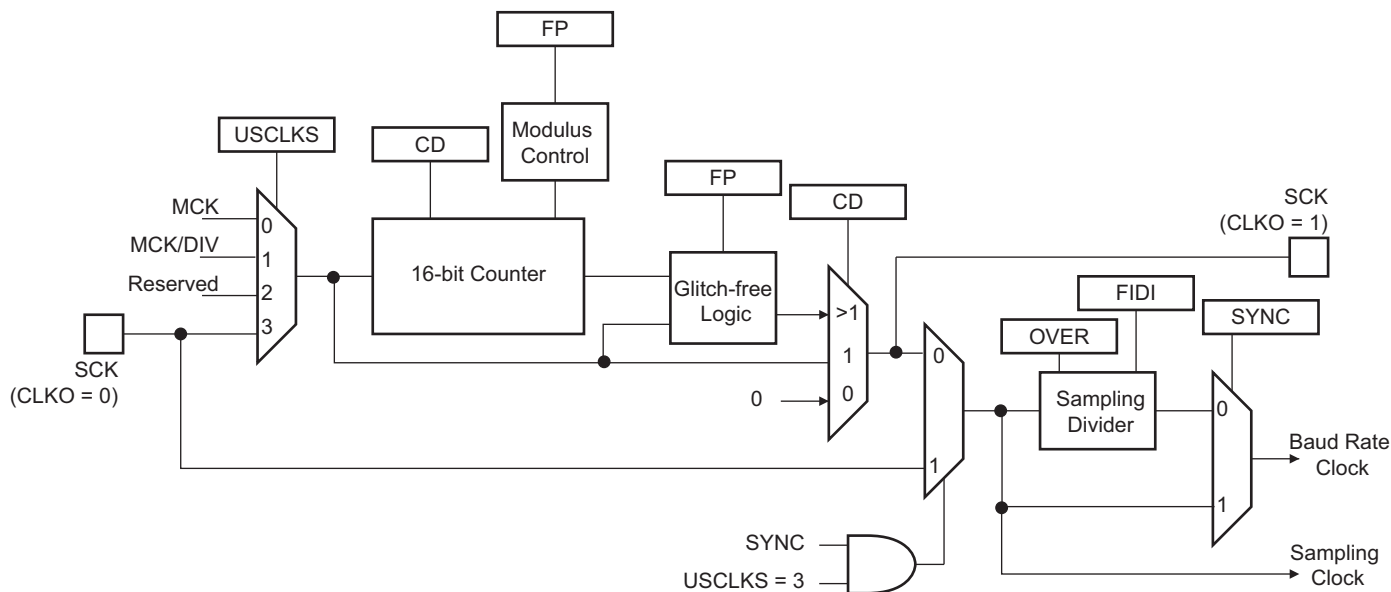 FP
USCLKS
CD
Modulus
Control
FP
CD
SCK
(CLKO = 1)
MCK
0
MCK/DIV
1
16-bit Counter
Reserved
2
Glitch-free
Logic
>1
FIDI
3
SYNC
OVER
SCK
(CLKO = 0)
1
0
0
0
Sampling
Divider
0
Baud Rate
Clock
1
1
SYNC
USCLKS = 3
Sampling
Clock